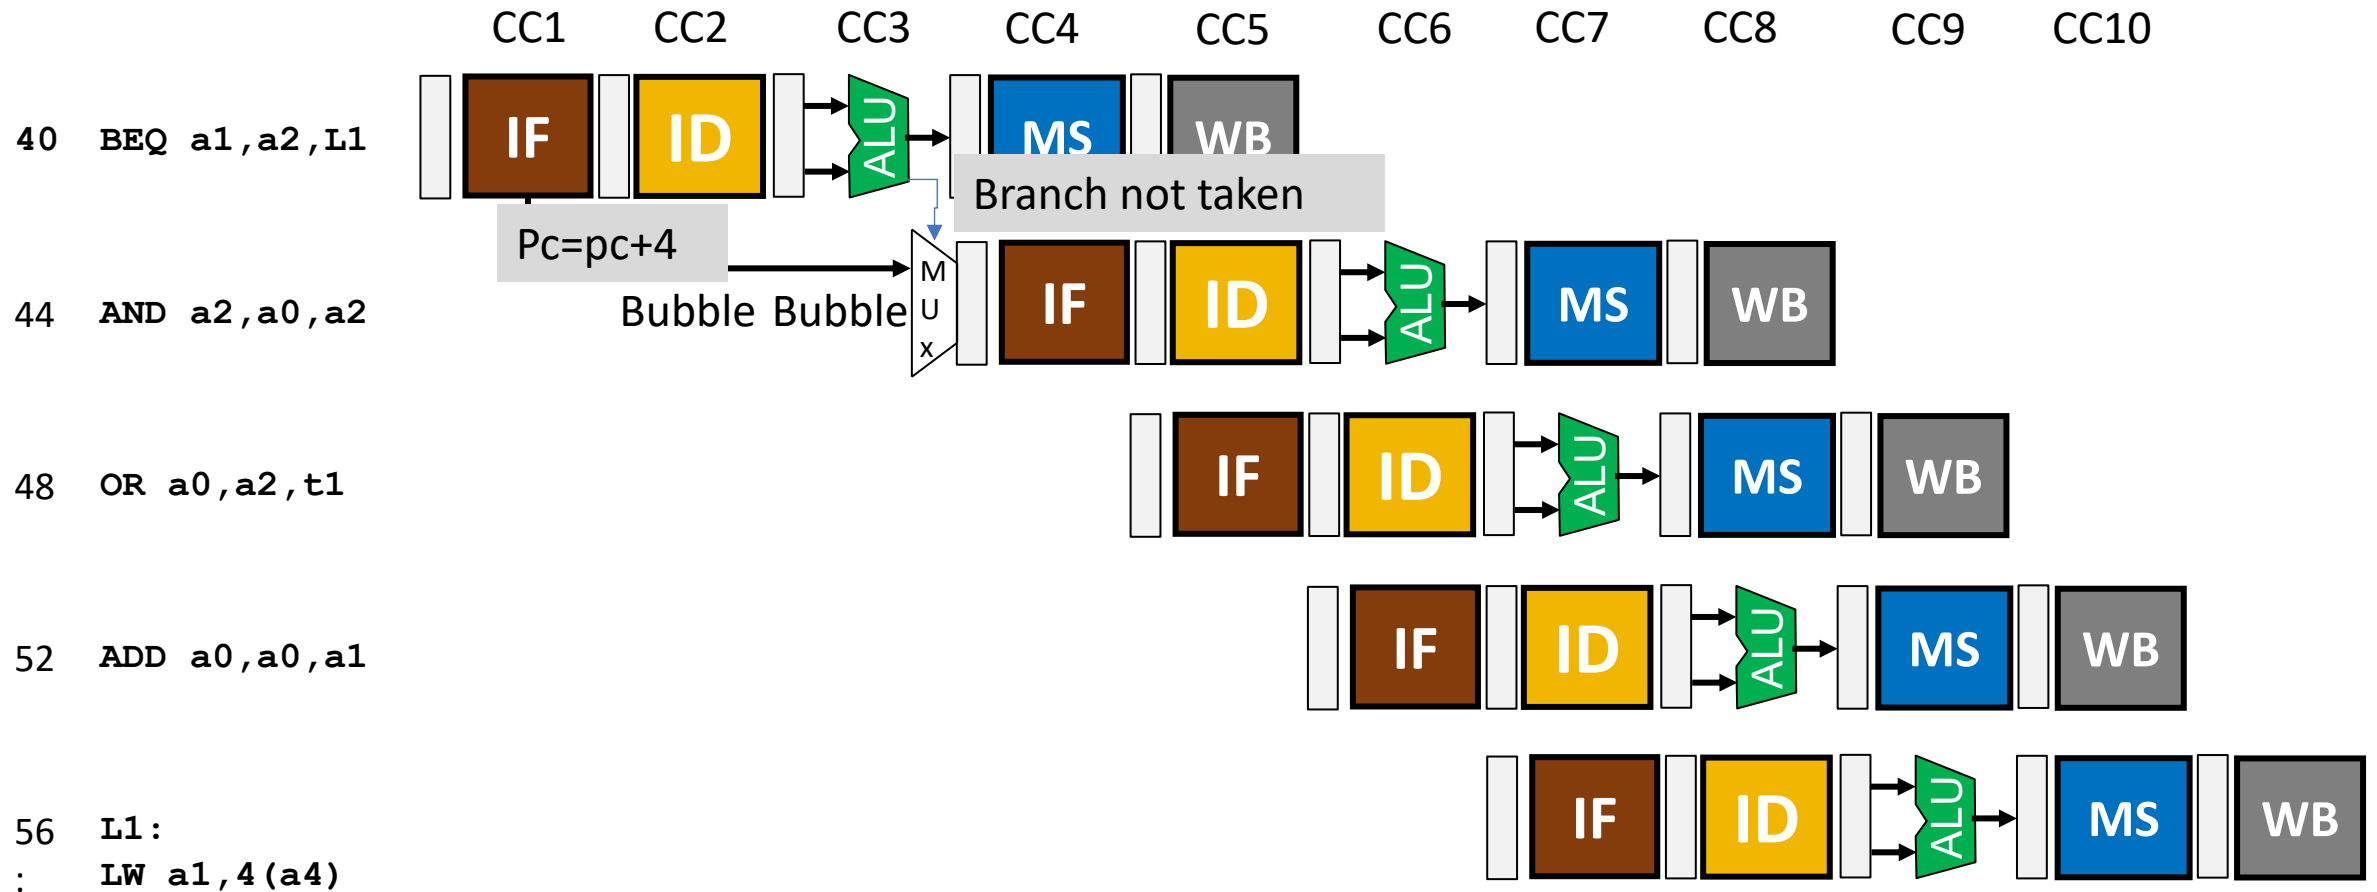 CC1 CC2 CC3 CC4 CC5 CC6 CC7 CC8 CC9 CC10
40 BEQ a1,a2,L1 IF ID ALU MS WB
Branch not taken
Pc=pc+4
44 AND a2,a0,a2 Bubble Bubble M U x IF ID ALU MS WB
48 OR a0,a2,t1 IF ID ALU MS WB
52 ADD a0,a0,a1 IF ID ALU MS WB
56 L1: IF ID ALU MS WB
: LW a1,4(a4)